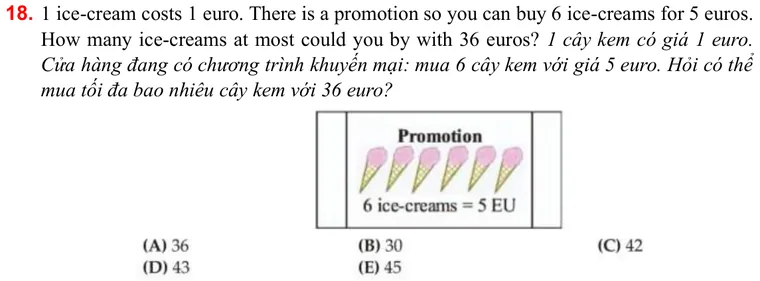 18. 1 ice-cream costs 1 euro. There is a promotion so you can buy 6 ice-creams for 5 euros.
How many ice-creams at most could you by with 36 euros? 1 cây kem có giá 1 euro.
Cửa hàng đang có chương trình khuyến mại: mua 6 cây kem với giá 5 euro. Hỏi có thể
mua tối đa bao nhiêu cây kem với 36 euro?
Promotion
6 ice-creams = 5 EU
(A) 36 (B) 30 (C) 42
(D) 43 (E) 45